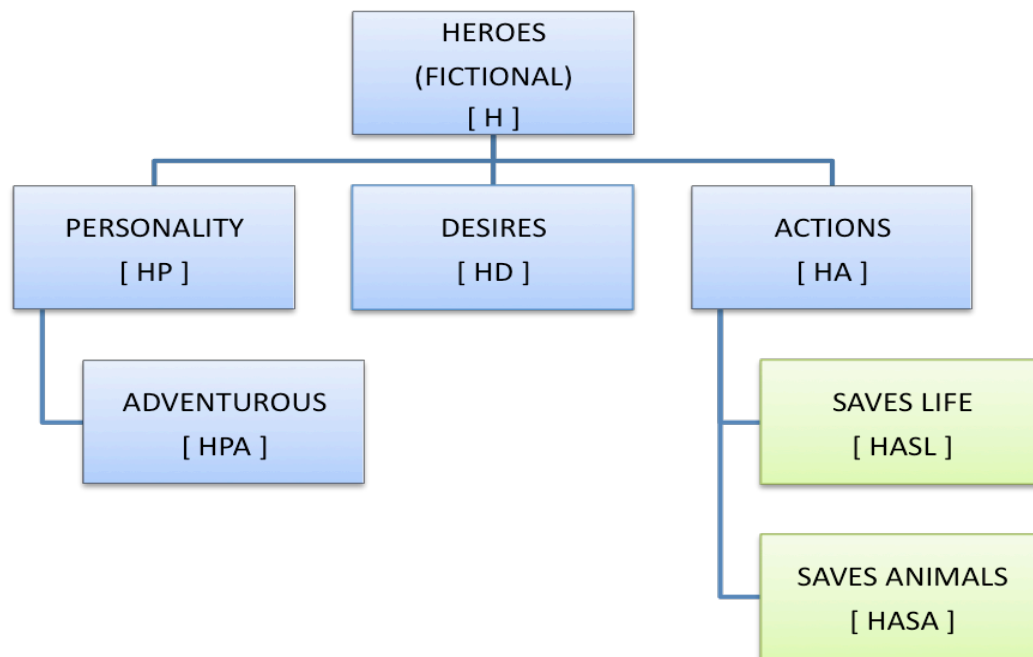 HEROES
(FICTIONAL)
[ H ]
PERSONALITY
[ HP ]
DESIRES
[ HD ]
ACTIONS
[ HA ]
ADVENTUROUS
[ HPA ]
SAVES LIFE
[ HASL ]
SAVES ANIMALS
[ HASA ]